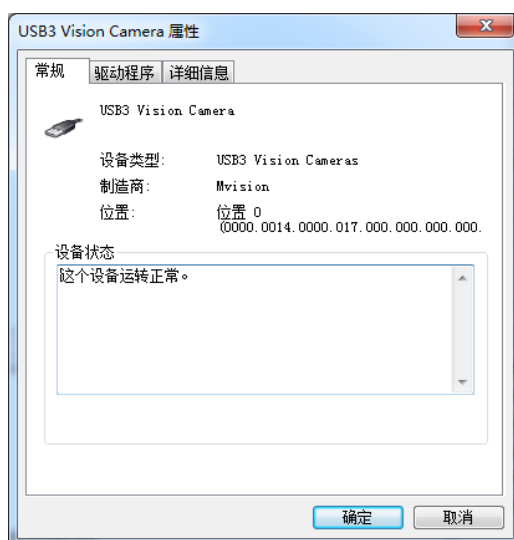 USB3 Vision Camera 属性
常规 驱动程序 详细信息
USB3 Vision Camera
设备类型: USB3 Vision Cameras
制造商: Mvision
位置: 位置 0
(0000.0014.0000.017.000.000.000.000.
设备状态
这个设备运转正常。
确定 取消